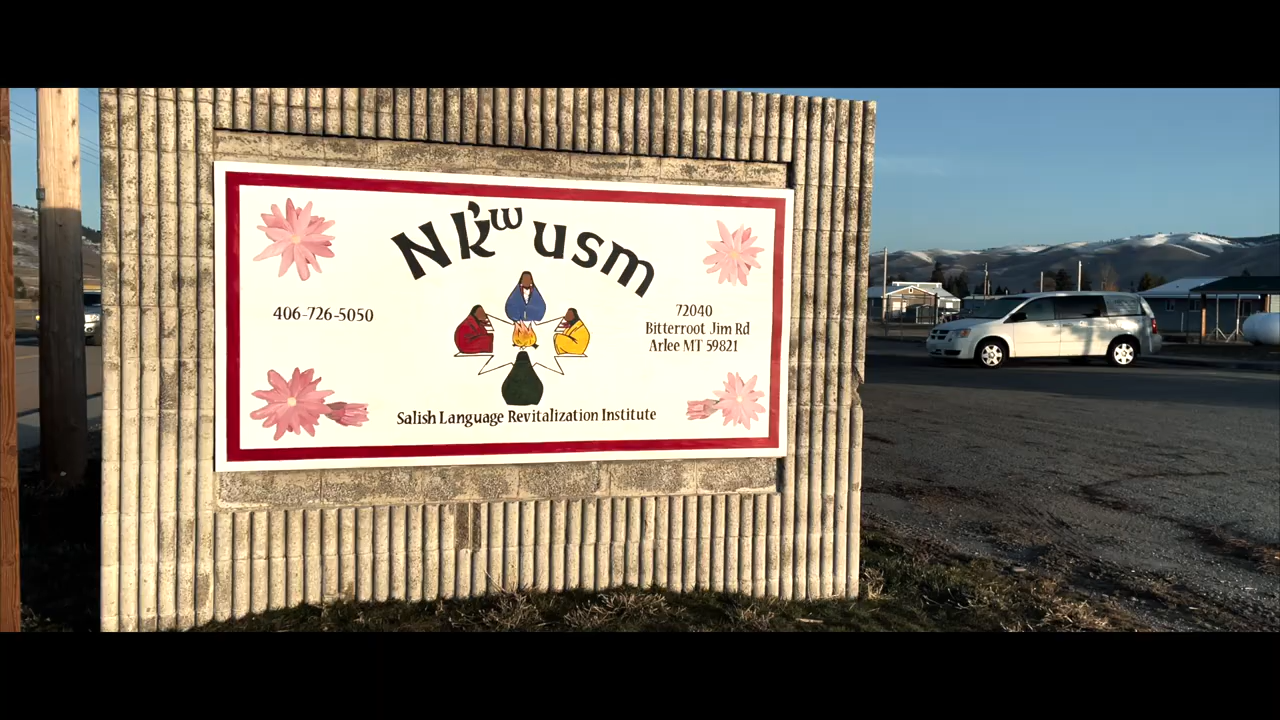 Nk̓ʷusm
406-726-5050
72040
Bitterroot Jim Rd
Arlee MT 59821
Salish Language Revitalization Institute